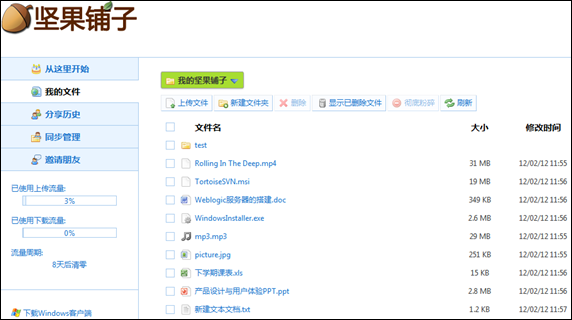 坚果铺子
从这里开始
我的文件
分享历史
同步管理
邀请朋友
已使用上传流量:
3%
已使用下载流量:
0%
流量周期:
8天后清零
下载Windows客户端
我的坚果铺子
上传文件 新建文件夹 删除 显示已删除文件 彻底粉碎 刷新
文件名 大小 修改时间
test
Rolling In The Deep.mp4 31 MB 12/02/12 11:55
TortoiseSVN.msi 19 MB 12/02/12 11:56
Weblogic服务器的搭建.doc 349 KB 12/02/12 11:56
WindowsInstaller.exe 2.6 MB 12/02/12 11:56
mp3.mp3 29 MB 12/02/12 11:55
picture.jpg 251 KB 12/02/12 11:55
下学期课表.xls 15 KB 12/02/12 11:56
产品设计与用户体验PPT.ppt 2.6 MB 12/02/12 11:56
新建文本文档.txt 1.2 KB 12/02/12 11:57